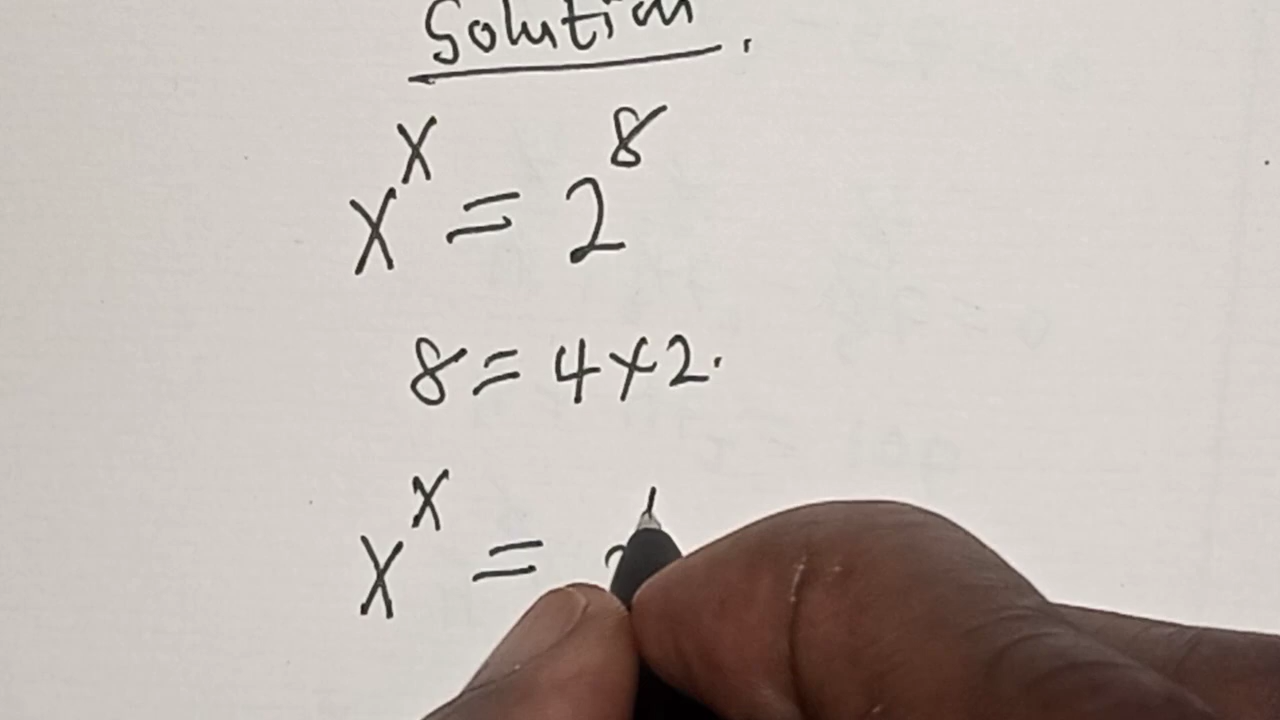 Solution.
x^x = 2^8
8 = 4 × 2.
x^x =